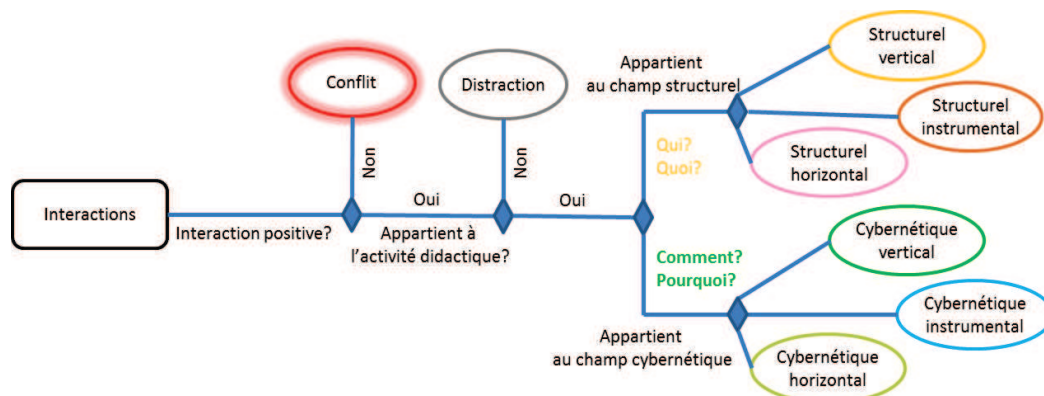 Interactions
Interaction positive?
Non
Conflit
Oui
Appartient à
l'activité didactique?
Non
Distraction
Oui
Qui?
Quoi?
Appartient
au champ structurel
Structurel
vertical
Structurel
instrumental
Structurel
horizontal
Comment?
Pourquoi?
Appartient
au champ cybernétique
Cybernétique
vertical
Cybernétique
instrumental
Cybernétique
horizontal